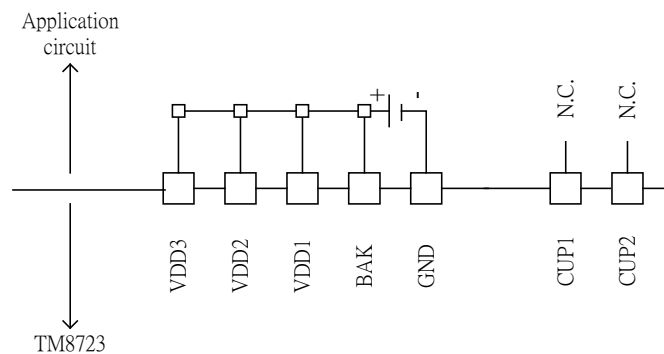 Application
circuit
+ -
N.C.
N.C.
VDD3
VDD2
VDD1
BAK
GND
CUP1
CUP2
TM8723